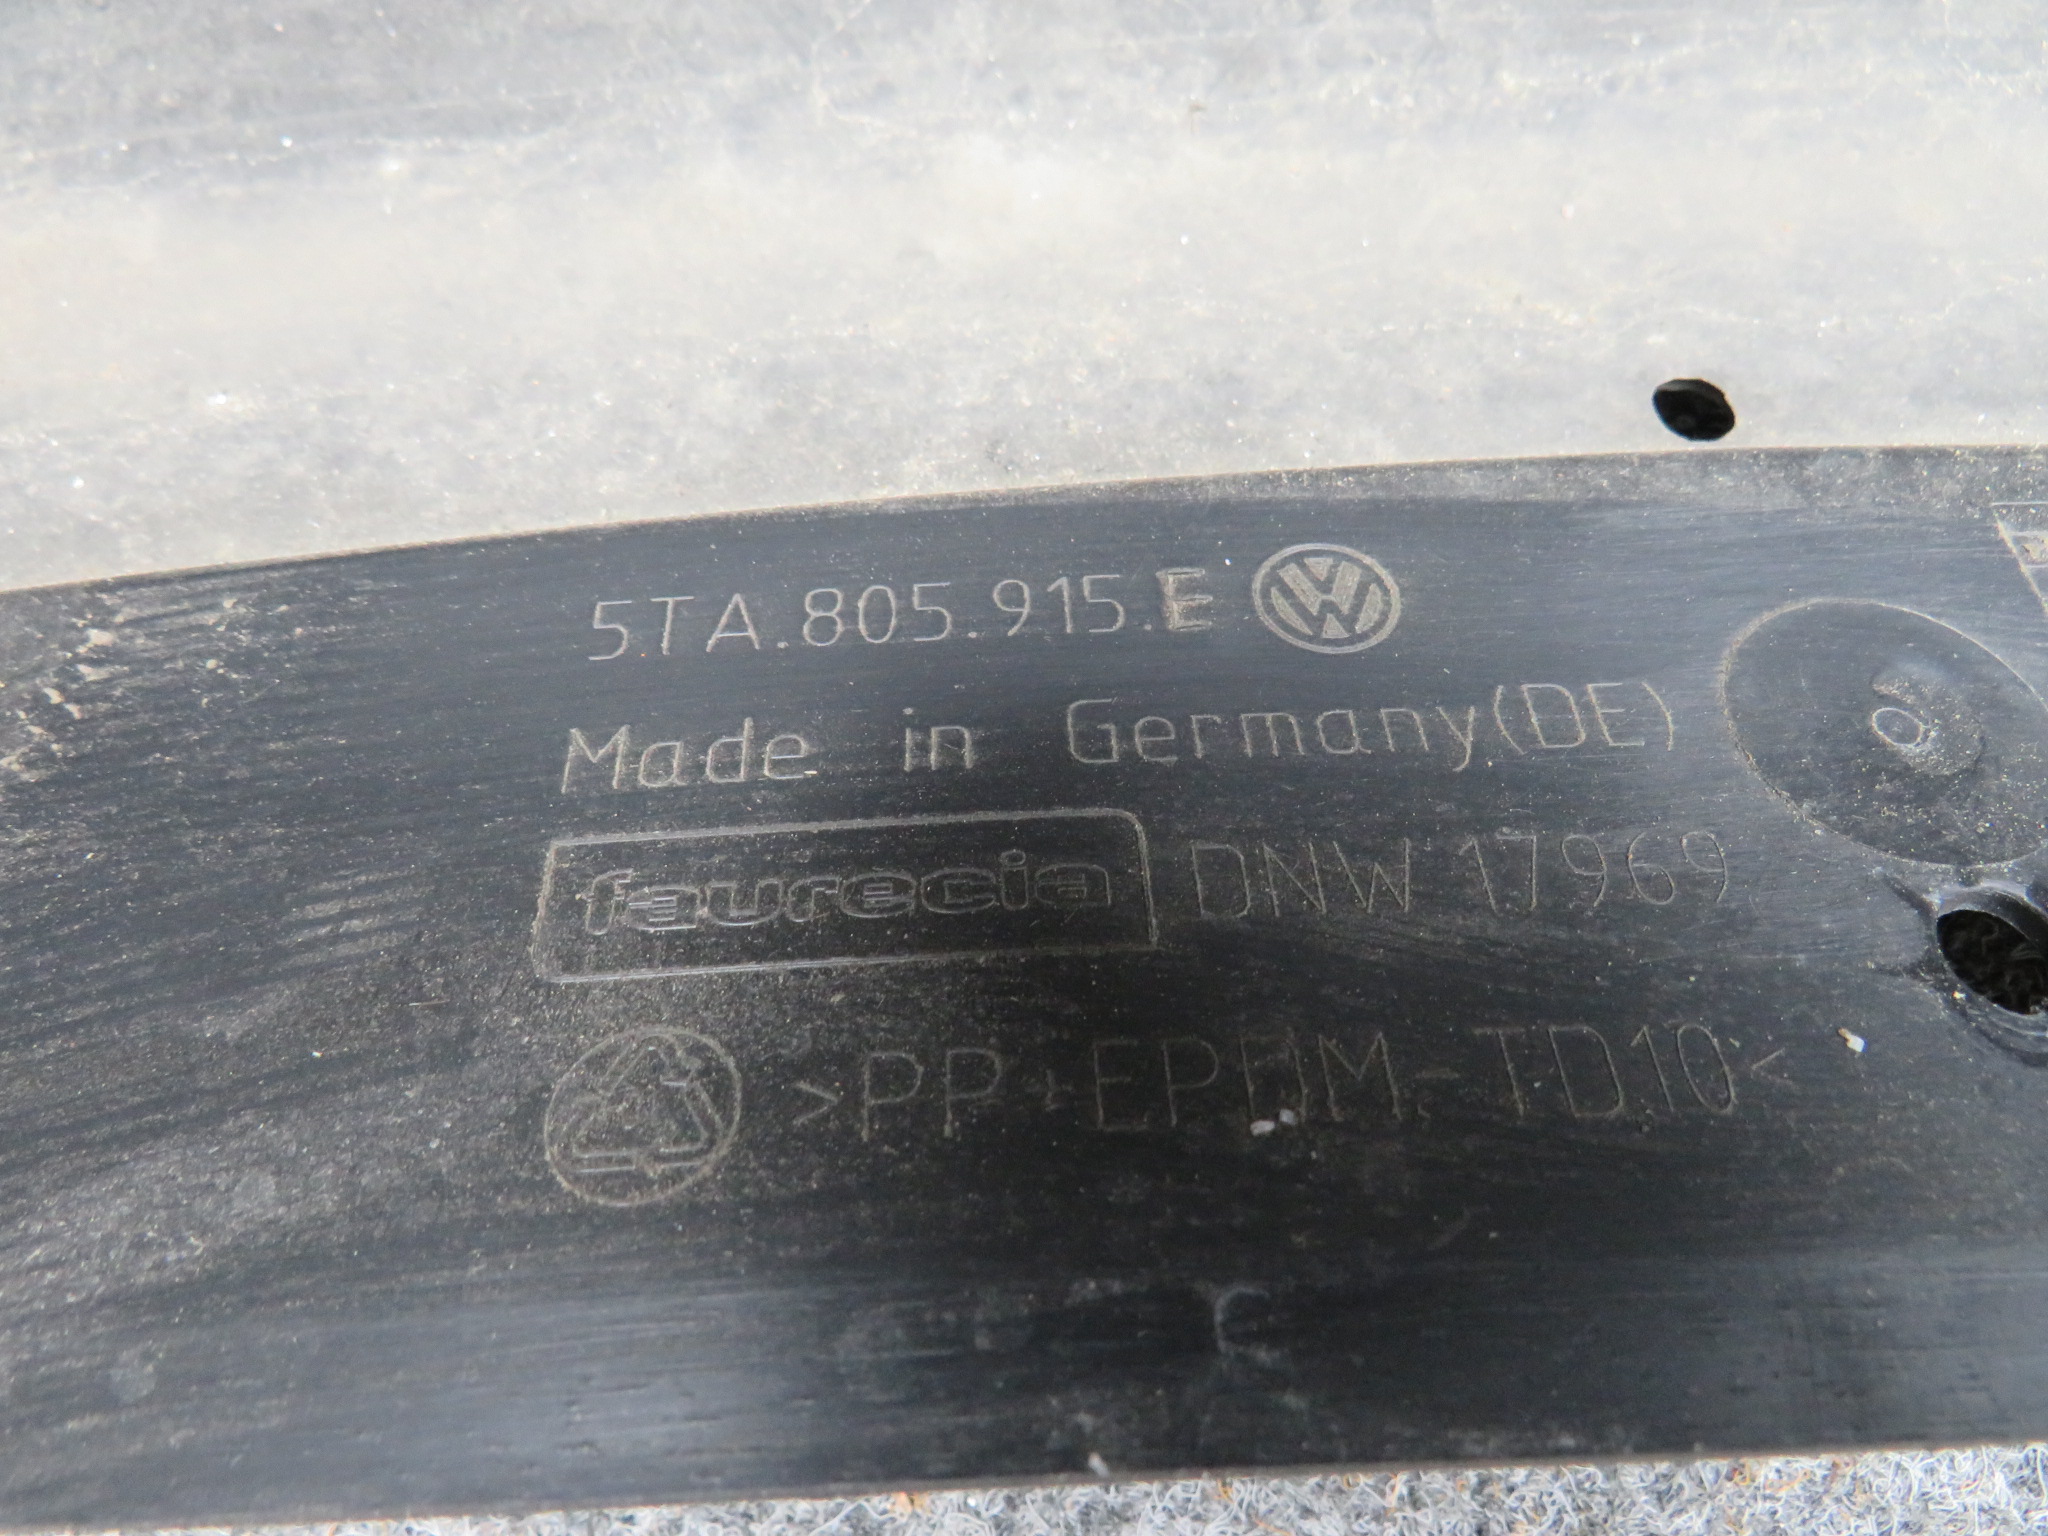 5TA.805.915.E
Made in Germany(DE)
faurecia DNW 17969
>PP+EPDM-TD10<